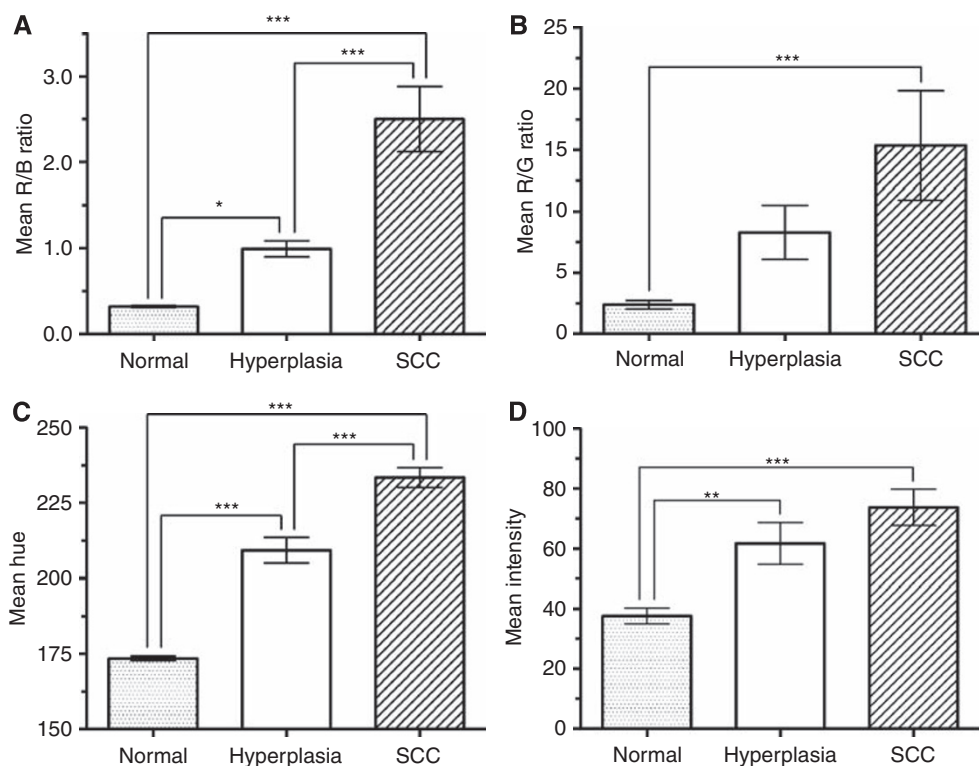 A
Mean R/B ratio
3.0
2.0
1.0
0.0
***
***
*
Normal Hyperplasia SCC
B
Mean R/G ratio
25
20
15
10
5
0
***
Normal Hyperplasia SCC
C
Mean hue
250
225
200
175
150
***
***
***
Normal Hyperplasia SCC
D
Mean intensity
100
80
60
40
20
0
***
**
Normal Hyperplasia SCC